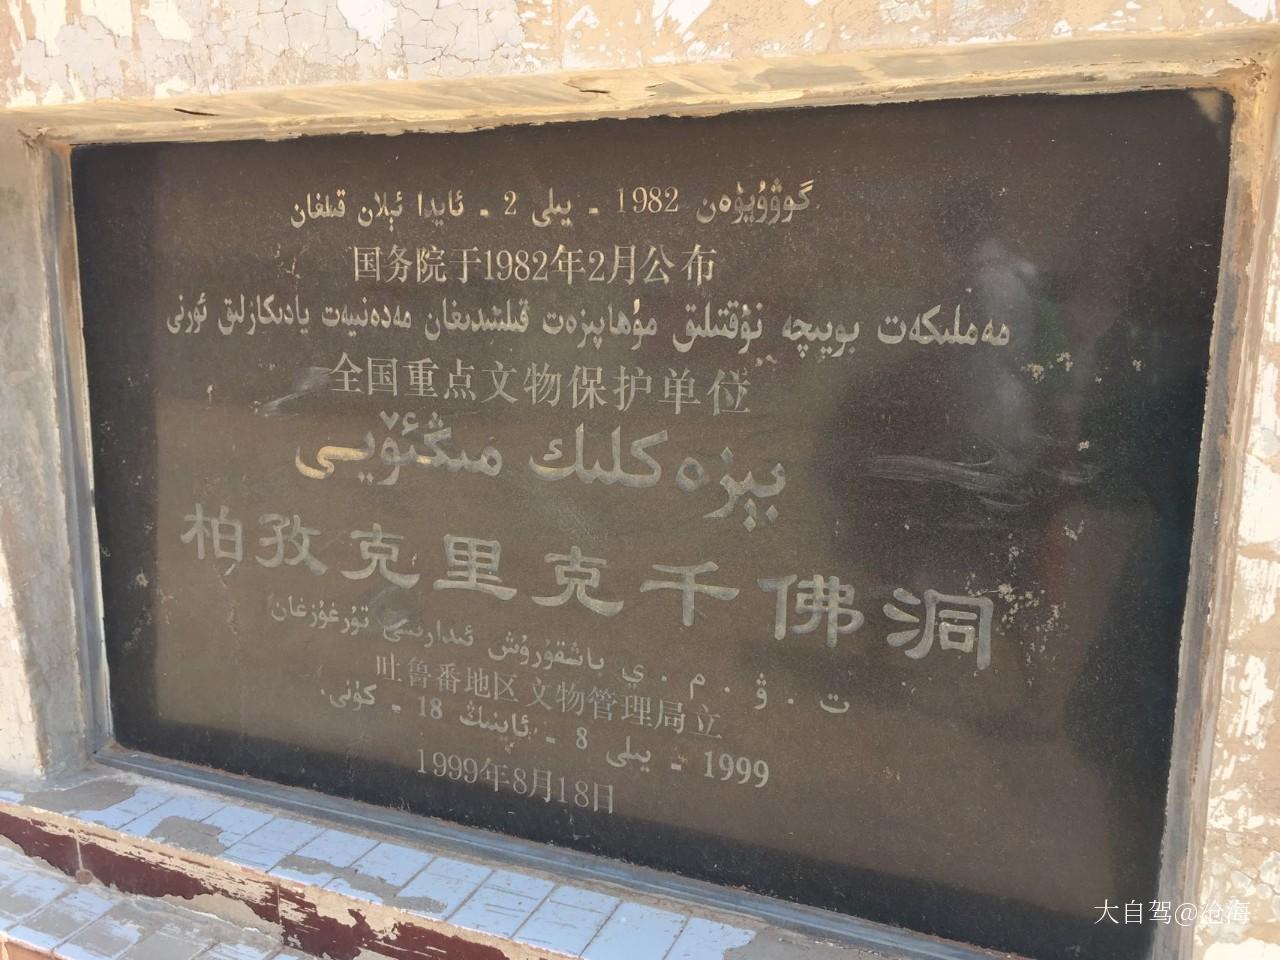 گوۋۇيۈەن 1982 - يىلى 2 - ئايدا ئېلان قىلغان
国务院于1982年2月公布
مەملىكەت بويىچە نۇقتىلىق مۇھاپىزەت قىلىنىدىغان مەدەنىيەت يادىكارلىق ئورنى
全国重点文物保护单位
بېزەكلىك مىڭئۆيى
柏孜克里克千佛洞
ت . ۋ . م . ي باشقۇرۇش ئىدارىسى تۇرغۇزغان
吐鲁番地区文物管理局立
1999 - يىلى 8 - ئاينىڭ 18 - كۈنى.
1999年8月18日
大自驾@沧海